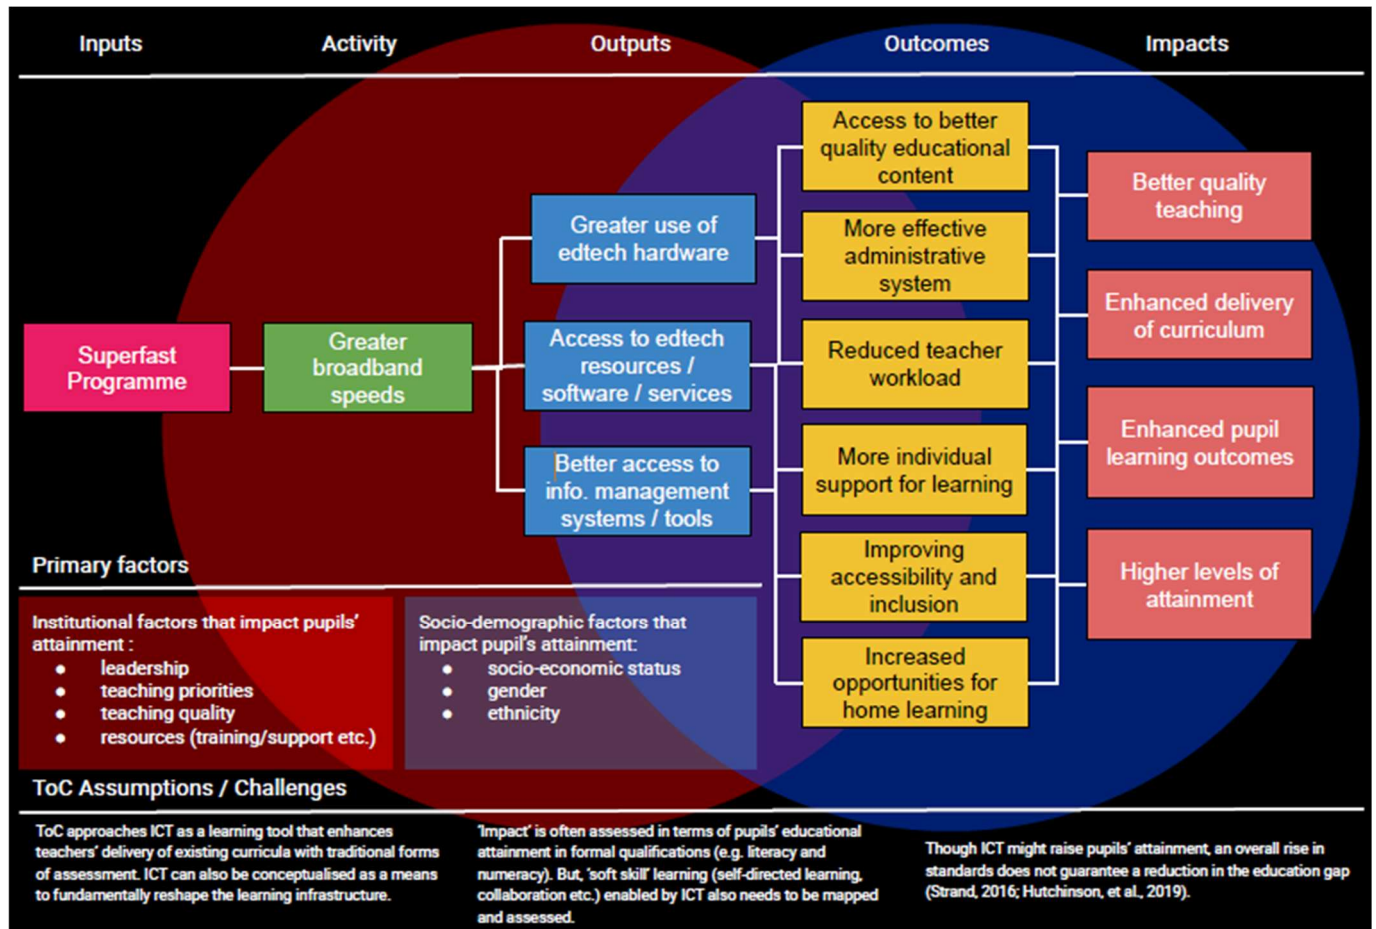 Inputs
Activity
Outputs
Outcomes
Impacts
Superfast
Programme
Greater
broadband
speeds
Greater use of
edtech hardware
Access to edtech
resources /
software / services
Better access to
info. management
systems / tools
Access to better
quality educational
content
More effective
administrative
system
Reduced teacher
workload
More individual
support for learning
Improving
accessibility and
inclusion
Increased
opportunities for
home learning
Better quality
teaching
Enhanced delivery
of curriculum
Enhanced pupil
learning outcomes
Higher levels of
attainment
Primary factors
Institutional factors that impact pupils'
attainment :
● leadership
● teaching priorities
● teaching quality
● resources (training/support etc.)
Socio-demographic factors that
impact pupil's attainment:
● socio-economic status
● gender
● ethnicity
ToC Assumptions / Challenges
ToC approaches ICT as a learning tool that enhances
teachers' delivery of existing curricula with traditional forms
of assessment. ICT can also be conceptualised as a means
to fundamentally reshape the learning infrastructure.
'Impact' is often assessed in terms of pupils' educational
attainment in formal qualifications (e.g. literacy and
numeracy). But, 'soft skill' learning (self-directed learning,
collaboration etc.) enabled by ICT also needs to be mapped
and assessed.
Though ICT might raise pupils' attainment, an overall rise in
standards does not guarantee a reduction in the education gap
(Strand, 2016; Hutchinson, et al., 2019).